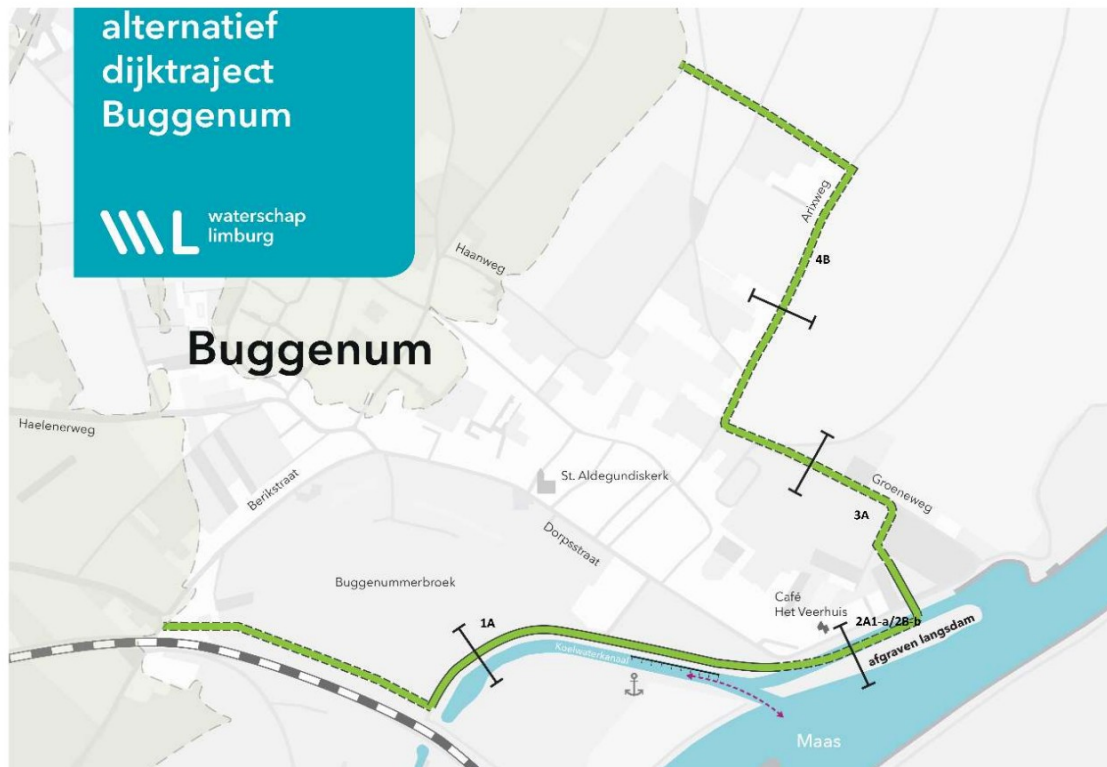 alternatief
dijktraject
Buggenum
WL waterschap
limburg
Arixweg
4B
Haanweg
Buggenum
Haelenerweg
Berikstraat
St. Aldegundiskerk
Groeneweg
3A
Dorpsstraat
Buggenummerbroek
Café
Het Veerhuis
1A
2A1-a/2B-b
afgraven langsdam
Koelwaterkanaal
Maas